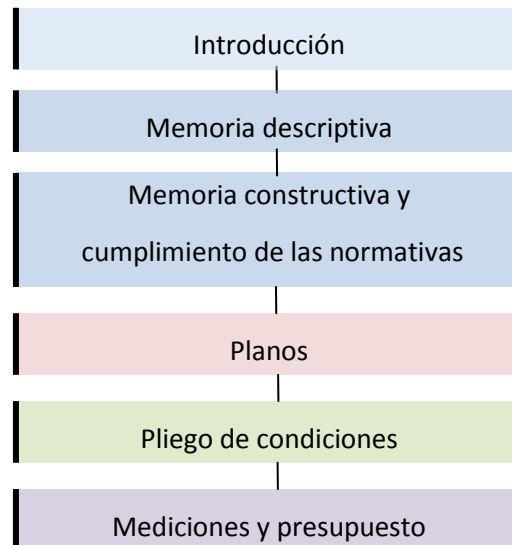 Introducción
Memoria descriptiva
Memoria constructiva y
cumplimiento de las normativas
Planos
Pliego de condiciones
Mediciones y presupuesto